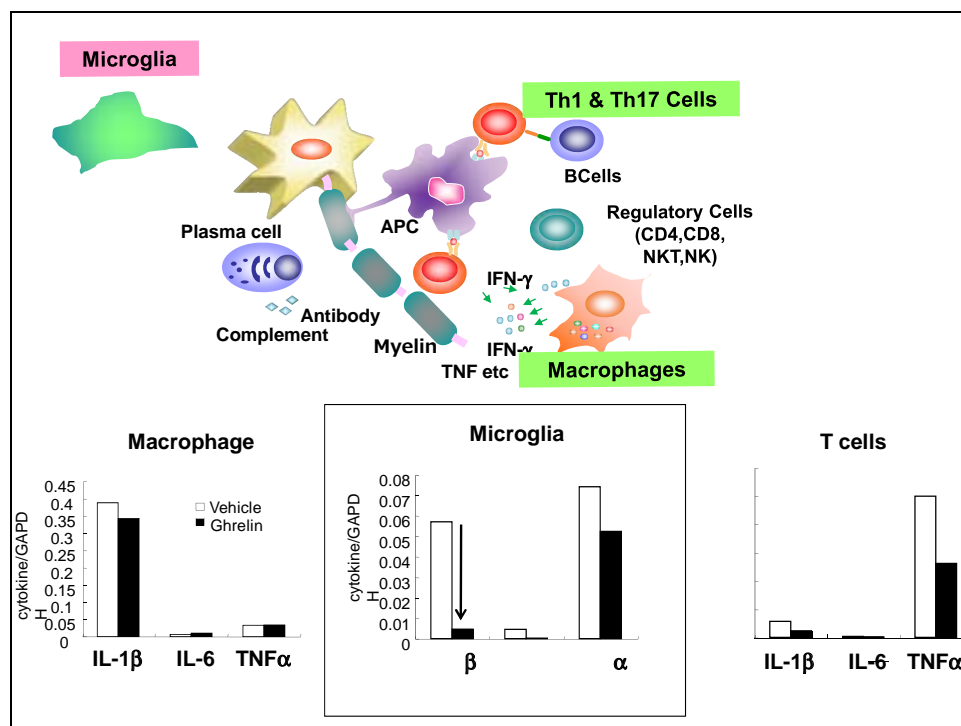 Microglia
Th1 & Th17 Cells
BCells
APC
Regulatory Cells
(CD4,CD8,
NKT,NK)
Plasma cell
IFN-γ
Antibody
Complement
Myelin
IFN-γ
TNF etc
Macrophages
Macrophage
Microglia
T cells
cytokine/GAPD
H
0.45
0.4
0.35
0.3
0.25
0.2
0.15
0.1
0.05
0
Vehicle
Ghrelin
IL-1β IL-6 TNFα
cytokine/GAPD
H
0.08
0.07
0.06
0.05
0.04
0.03
0.02
0.01
0
β α
IL-1β IL-6 TNFα